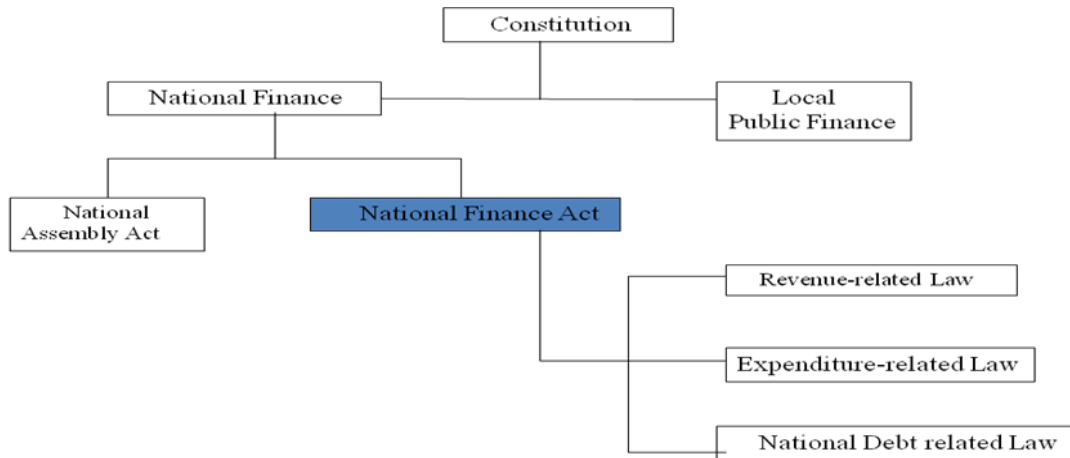 Constitution
National Finance
Local
Public Finance
National
Assembly Act
National Finance Act
Revenue-related Law
Expenditure-related Law
National Debt related Law